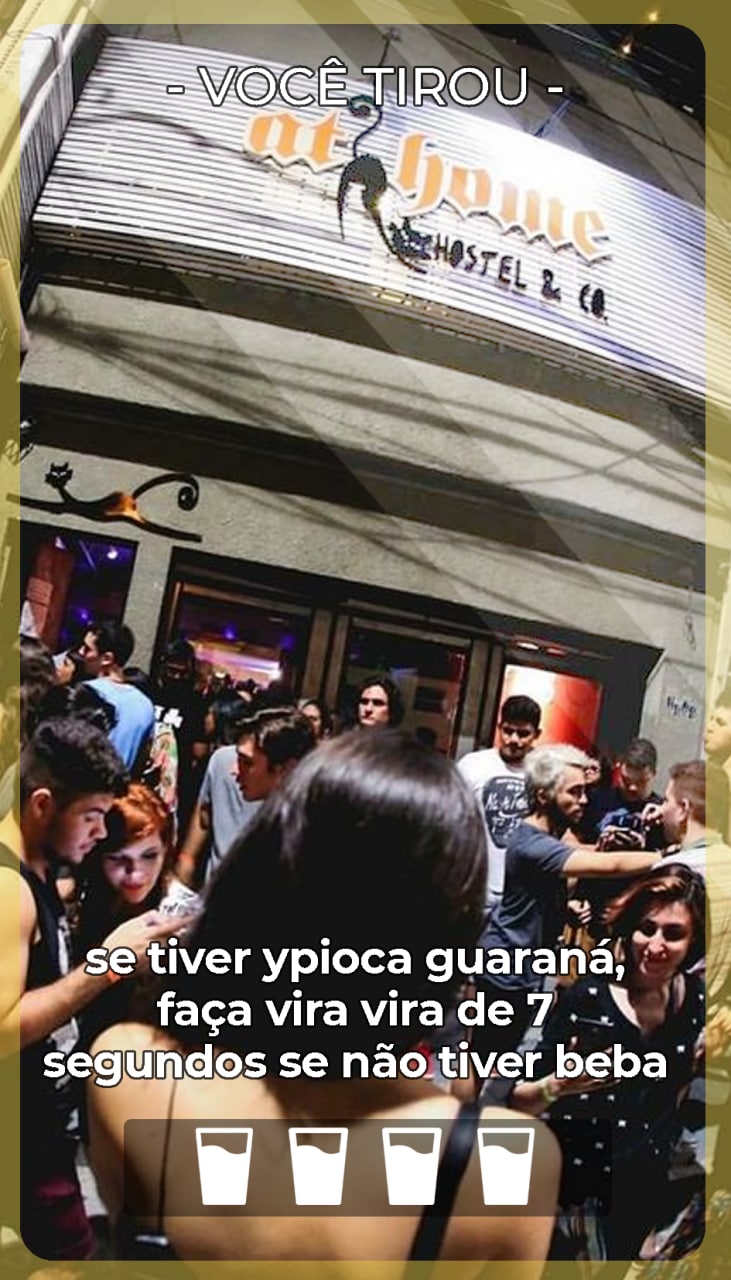 - VOCÊ TIROU -
at home
HOSTEL & CO.
se tiver ypioca guaraná,
faça vira vira de 7
segundos se não tiver beba